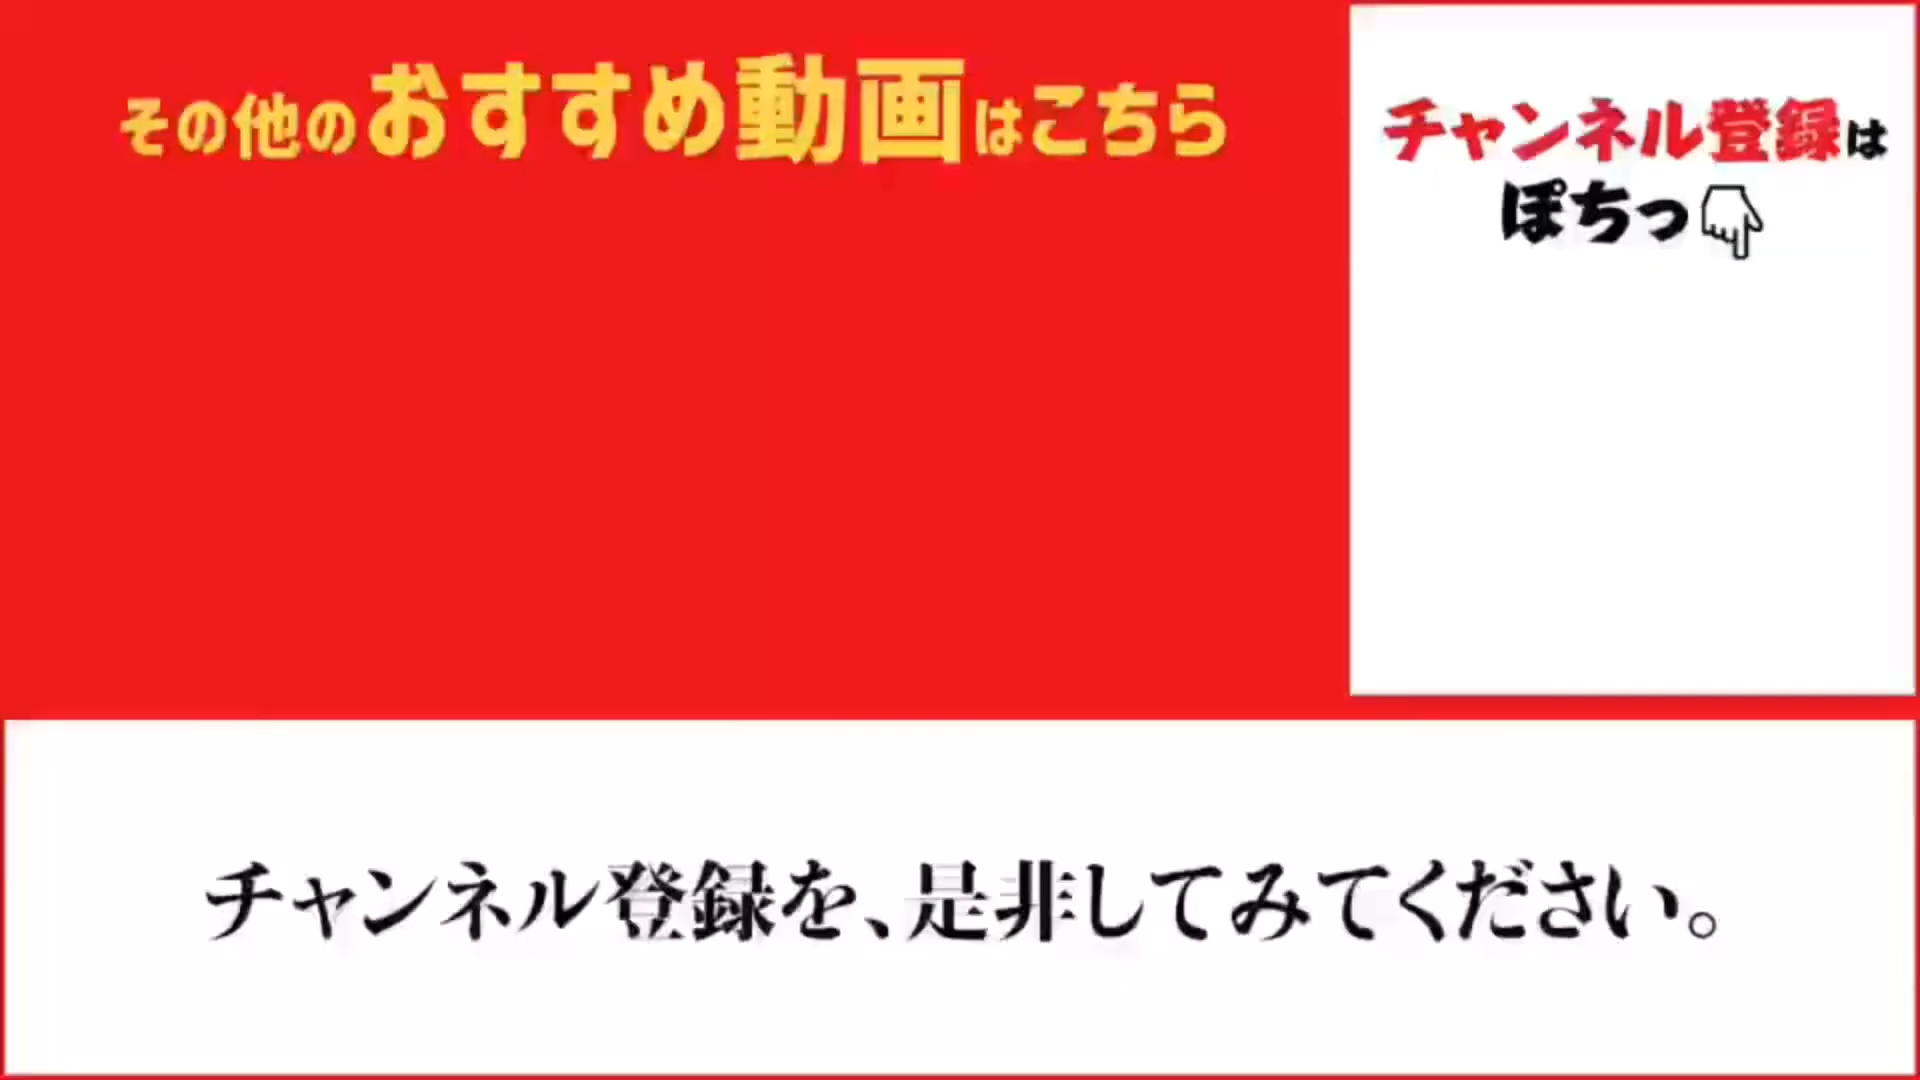 その他のおすすめ動画はこちら
チャンネル登録は
ぽちっ
チャンネル登録を、是非してみてください。